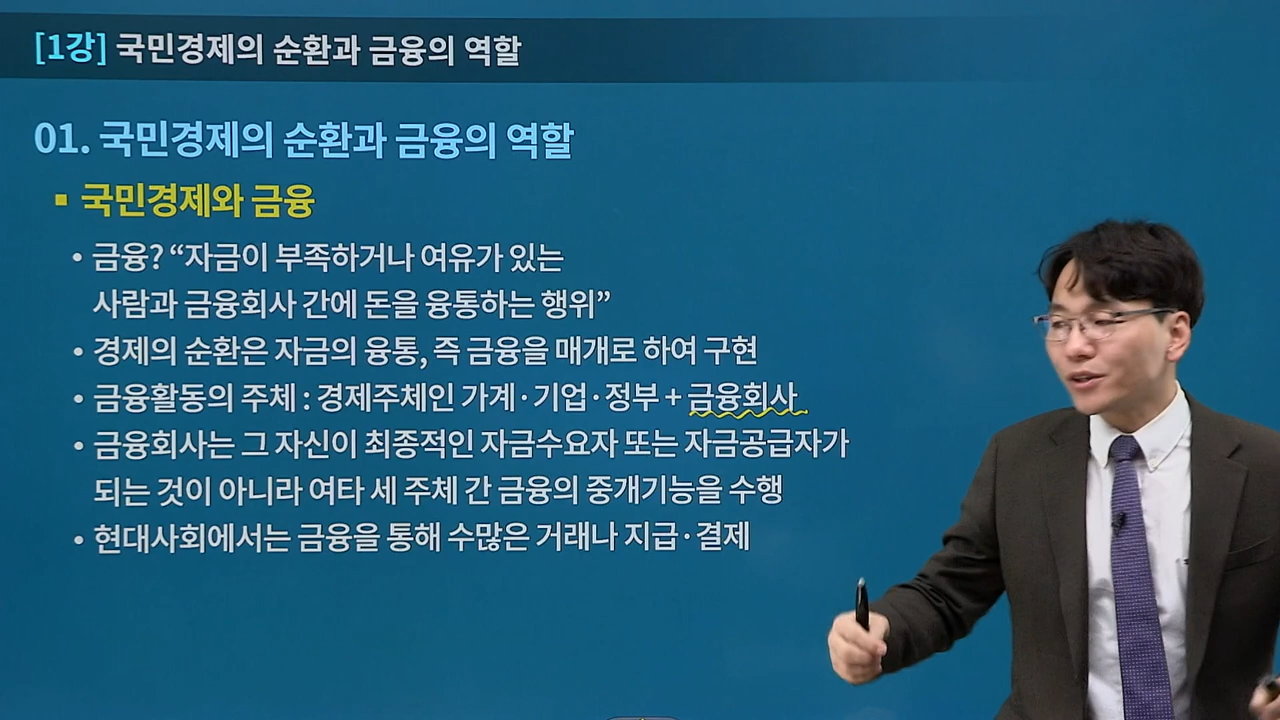 [1강] 국민경제의 순환과 금융의 역할
01. 국민경제의 순환과 금융의 역할
▪ 국민경제와 금융
• 금융? “자금이 부족하거나 여유가 있는
사람과 금융회사 간에 돈을 융통하는 행위”
• 경제의 순환은 자금의 융통, 즉 금융을 매개로 하여 구현
• 금융활동의 주체 : 경제주체인 가계·기업·정부 + 금융회사
• 금융회사는 그 자신이 최종적인 자금수요자 또는 자금공급자가
되는 것이 아니라 여타 세 주체 간 금융의 중개기능을 수행
• 현대사회에서는 금융을 통해 수많은 거래나 지급·결제